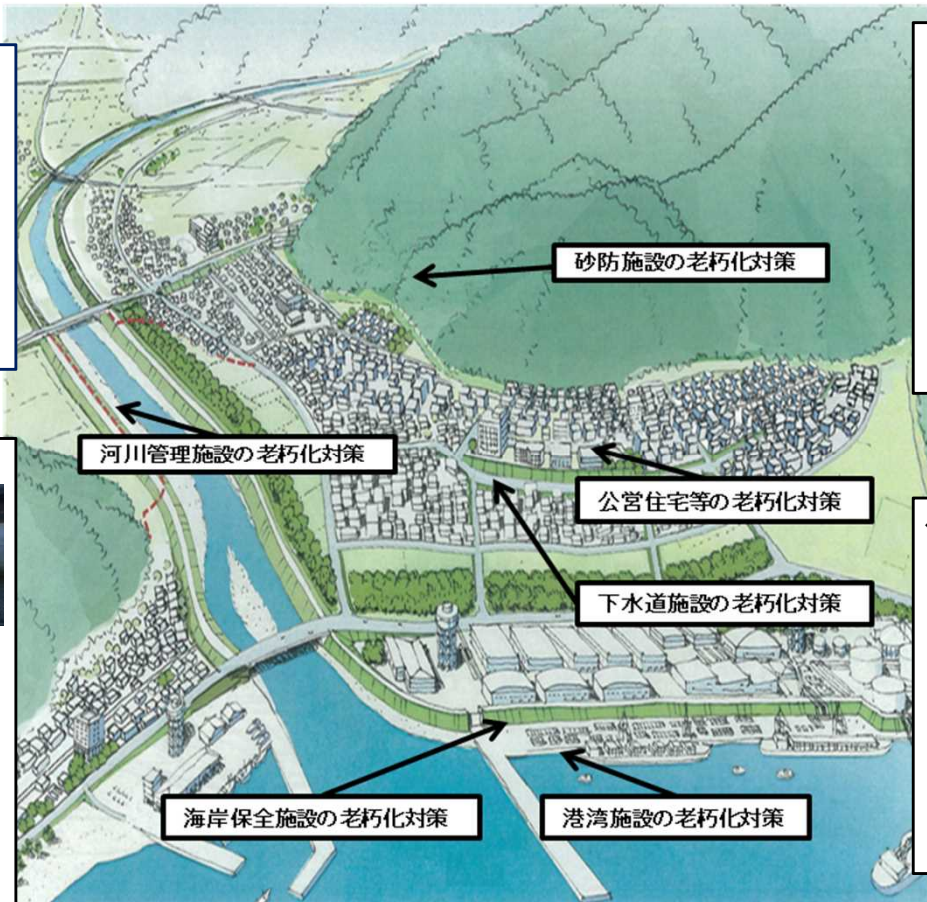 砂防施設の老朽化対策
河川管理施設の老朽化対策
公営住宅等の老朽化対策
下水道施設の老朽化対策
海岸保全施設の老朽化対策
港湾施設の老朽化対策